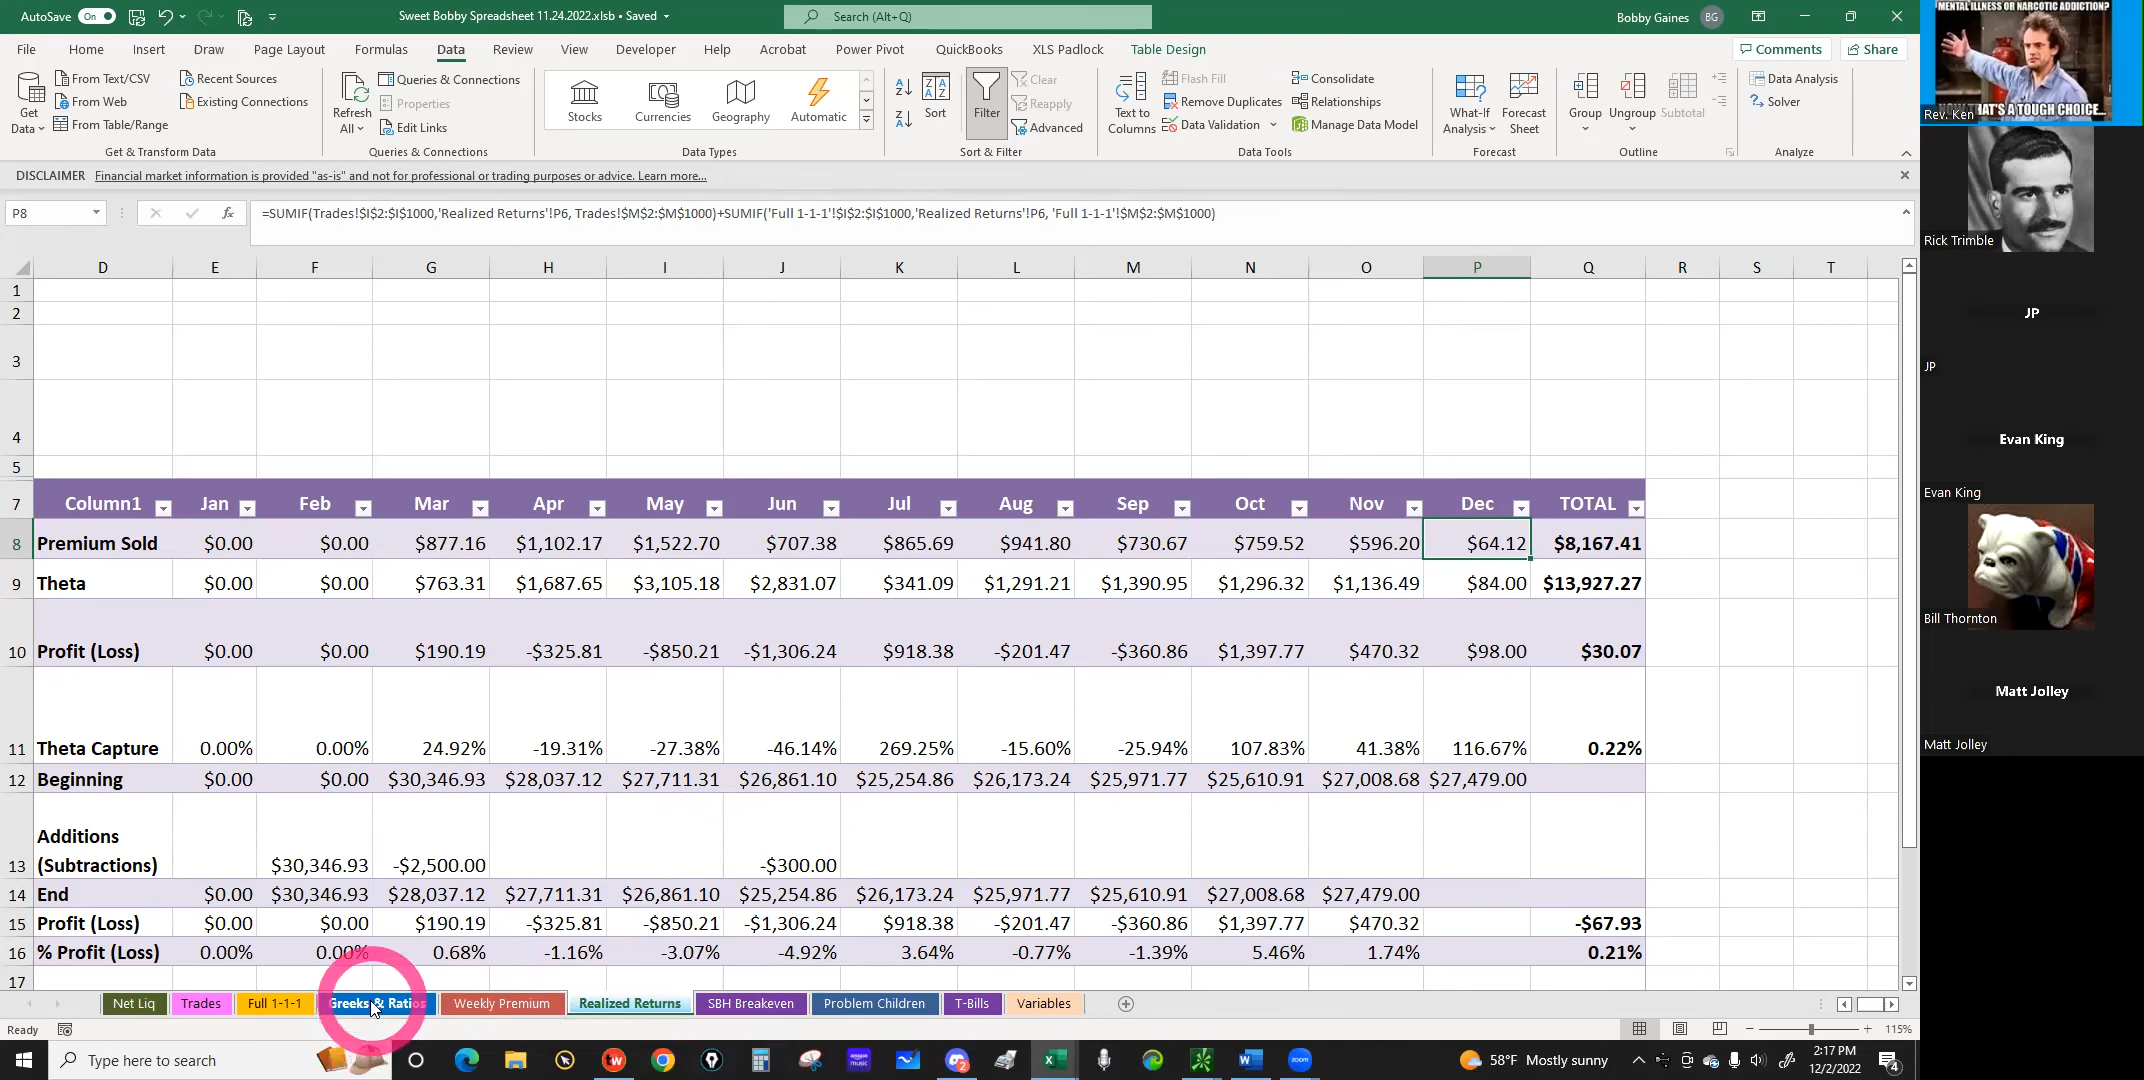 AutoSave On
Sweet Bobby Spreadsheet 11.24.2022.xlsb • Saved
Search (Alt+Q)
Bobby Gaines BG
File Home Insert Draw Page Layout Formulas Data Review View Developer Help Acrobat Power Pivot QuickBooks XLS Padlock Table Design
Comments Share
Get Data
From Text/CSV
From Web
From Table/Range
Recent Sources
Existing Connections
Get & Transform Data
Refresh All
Queries & Connections
Properties
Edit Links
Queries & Connections
Stocks Currencies Geography Automatic
Data Types
Sort
Filter
Clear
Reapply
Advanced
Sort & Filter
Text to Columns
Flash Fill
Remove Duplicates
Data Validation
Consolidate
Relationships
Manage Data Model
Data Tools
What-If Analysis
Forecast Sheet
Forecast
Group Ungroup Subtotal
Outline
Data Analysis
Solver
Analyze
DISCLAIMER Financial market information is provided "as-is" and not for professional or trading purposes or advice. Learn more...
P8 fx =SUMIF(Trades!$I$2:$I$1000,'Realized Returns'!P6, Trades!$M$2:$M$1000)+SUMIF('Full 1-1-1'!$I$2:$I$1000,'Realized Returns'!P6, 'Full 1-1-1'!$M$2:$M$1000)
D E F G H I J K L M N O P Q R S T
1
2
3
4
5
7 Column1 Jan Feb Mar Apr May Jun Jul Aug Sep Oct Nov Dec TOTAL
8 Premium Sold $0.00 $0.00 $877.16 $1,102.17 $1,522.70 $707.38 $865.69 $941.80 $730.67 $759.52 $596.20 $64.12 $8,167.41
9 Theta $0.00 $0.00 $763.31 $1,687.65 $3,105.18 $2,831.07 $341.09 $1,291.21 $1,390.95 $1,296.32 $1,136.49 $84.00 $13,927.27
10 Profit (Loss) $0.00 $0.00 $190.19 -$325.81 -$850.21 -$1,306.24 $918.38 -$201.47 -$360.86 $1,397.77 $470.32 $98.00 $30.07
11 Theta Capture 0.00% 0.00% 24.92% -19.31% -27.38% -46.14% 269.25% -15.60% -25.94% 107.83% 41.38% 116.67% 0.22%
12 Beginning $0.00 $0.00 $30,346.93 $28,037.12 $27,711.31 $26,861.10 $25,254.86 $26,173.24 $25,971.77 $25,610.91 $27,008.68 $27,479.00
Additions
13 (Subtractions) $30,346.93 -$2,500.00 -$300.00
14 End $0.00 $30,346.93 $28,037.12 $27,711.31 $26,861.10 $25,254.86 $26,173.24 $25,971.77 $25,610.91 $27,008.68 $27,479.00
15 Profit (Loss) $0.00 $0.00 $190.19 -$325.81 -$850.21 -$1,306.24 $918.38 -$201.47 -$360.86 $1,397.77 $470.32 -$67.93
16 % Profit (Loss) 0.00% 0.00% 0.68% -1.16% -3.07% -4.92% 3.64% -0.77% -1.39% 5.46% 1.74% 0.21%
17
Net Liq Trades Full 1-1-1 Greeks & Ratios Weekly Premium Realized Returns SBH Breakeven Problem Children T-Bills Variables
Ready 115%
Type here to search
58°F Mostly sunny
2:17 PM
12/2/2022
4
MENTAL ILLNESS OR NARCOTIC ADDICTION?
NOW THAT'S A TOUGH CHOICE...
Rev. Ken
Rick Trimble
JP
JP
Evan King
Evan King
Bill Thornton
Matt Jolley
Matt Jolley